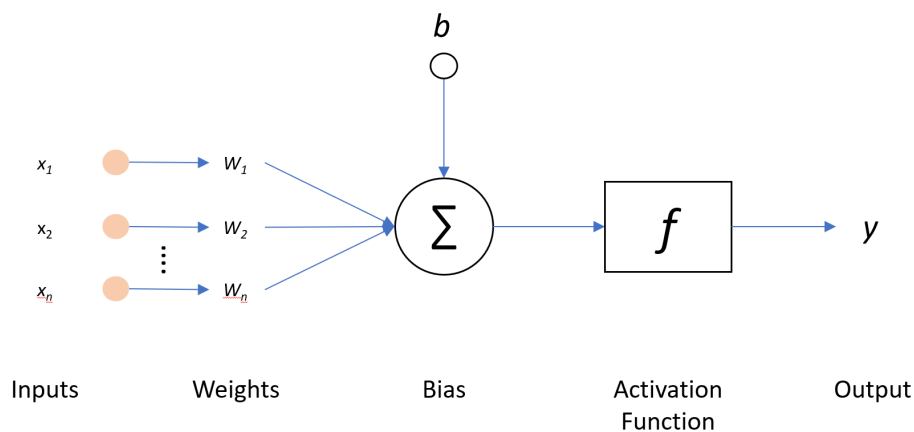 b
x₁ W₁
x₂ W₂
⋮
xₙ Wₙ
∑ f y
Inputs Weights Bias Activation Function Output